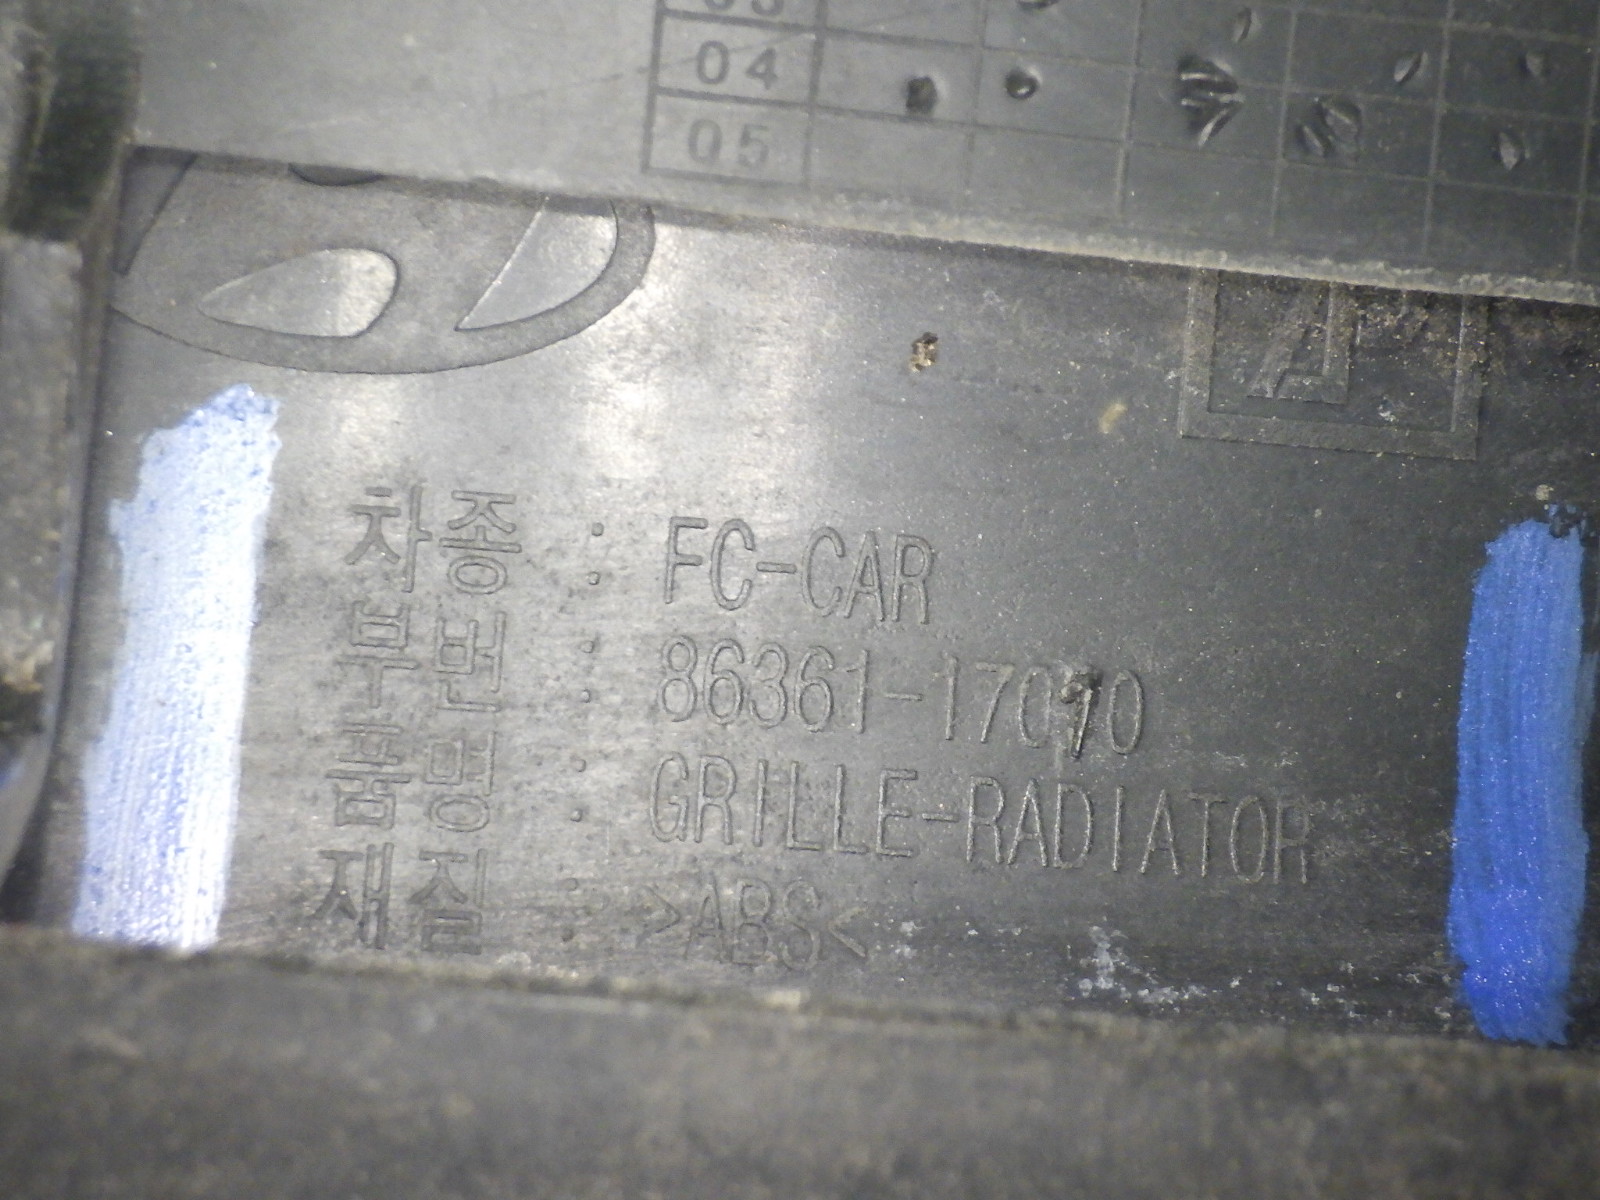 04
05
차종 : FC-CAR
부번 : 86361-17010
품명 : GRILLE-RADIATOR
재질 : >ABS<